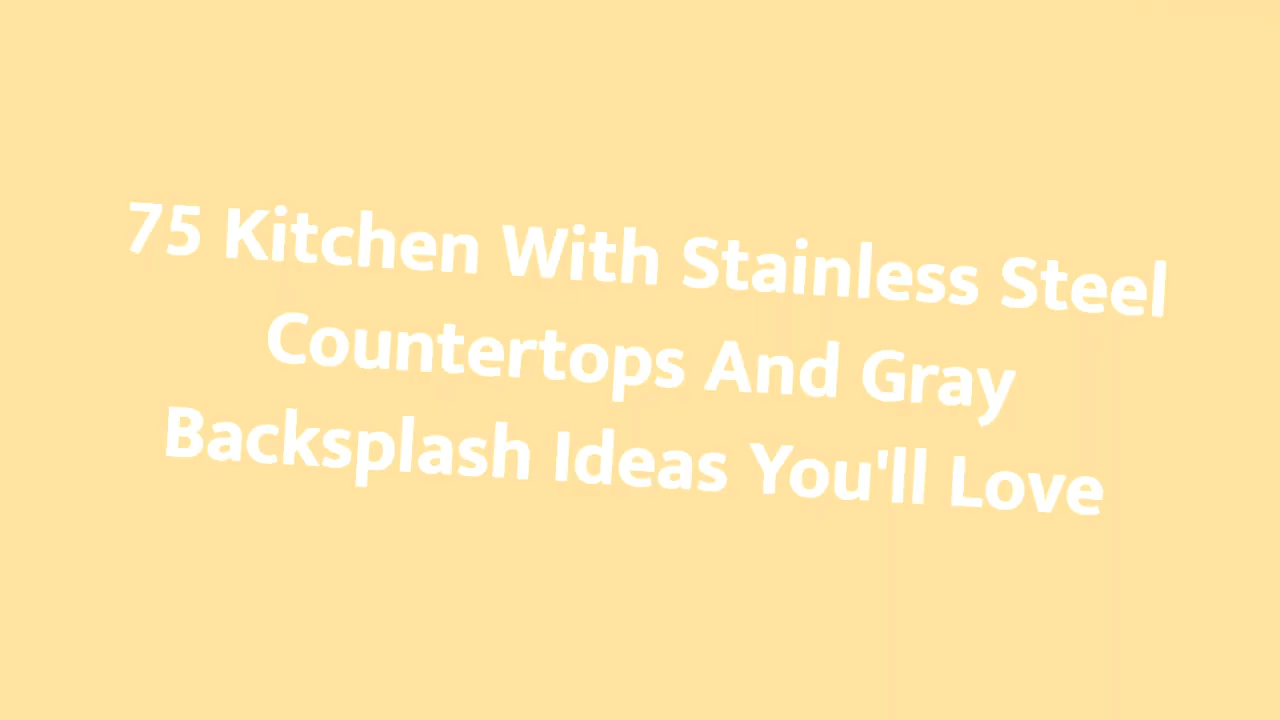 75 Kitchen With Stainless Steel
Countertops And Gray
Backsplash Ideas You'll Love